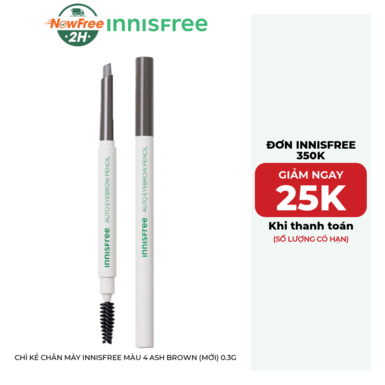 NowFree
2H
innisfree
innisfree AUTO EYEBROW PENCIL
innisfree AUTO EYEBROW PENCIL
ĐƠN INNISFREE
350K
GIẢM NGAY
25K
Khi thanh toán
(SỐ LƯỢNG CÓ HẠN)
CHÌ KẺ CHÂN MÀY INNISFREE MÀU 4 ASH BROWN (MỚI) 0.3G